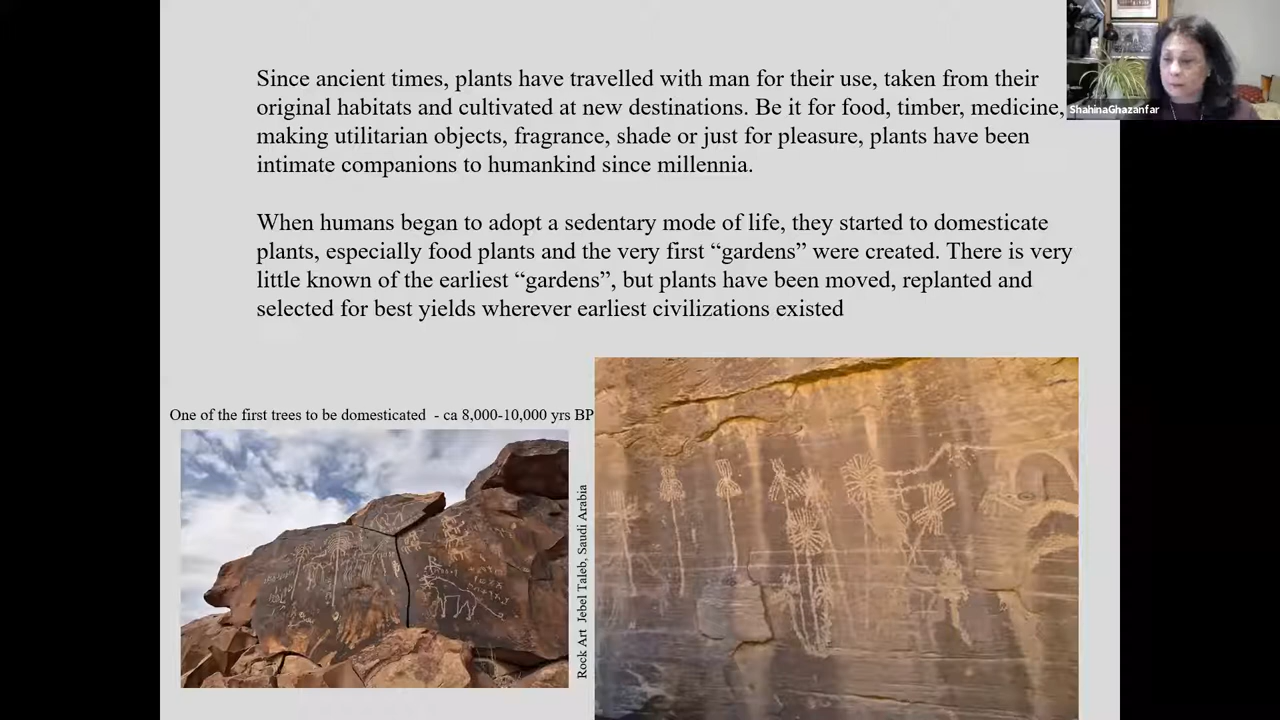 Since ancient times, plants have travelled with man for their use, taken from their
original habitats and cultivated at new destinations. Be it for food, timber, medicine,
making utilitarian objects, fragrance, shade or just for pleasure, plants have been
intimate companions to humankind since millennia.
When humans began to adopt a sedentary mode of life, they started to domesticate
plants, especially food plants and the very first “gardens” were created. There is very
little known of the earliest “gardens”, but plants have been moved, replanted and
selected for best yields wherever earliest civilizations existed
One of the first trees to be domesticated - ca 8,000-10,000 yrs BP
Rock Art Jebel Taleb, Saudi Arabia
ShahinaGhazanfar